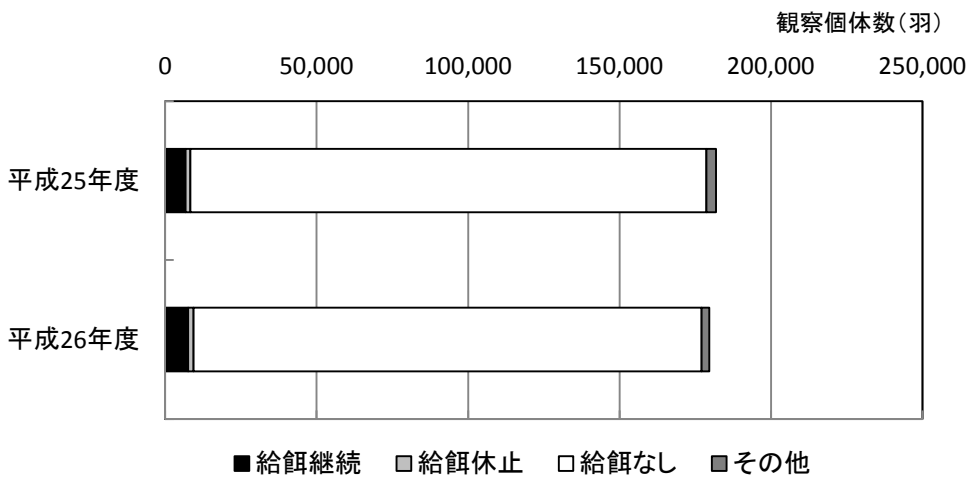 観察個体数（羽）
0 50,000 100,000 150,000 200,000 250,000
平成25年度
平成26年度
■給餌継続 ■給餌休止 □給餌なし ■その他